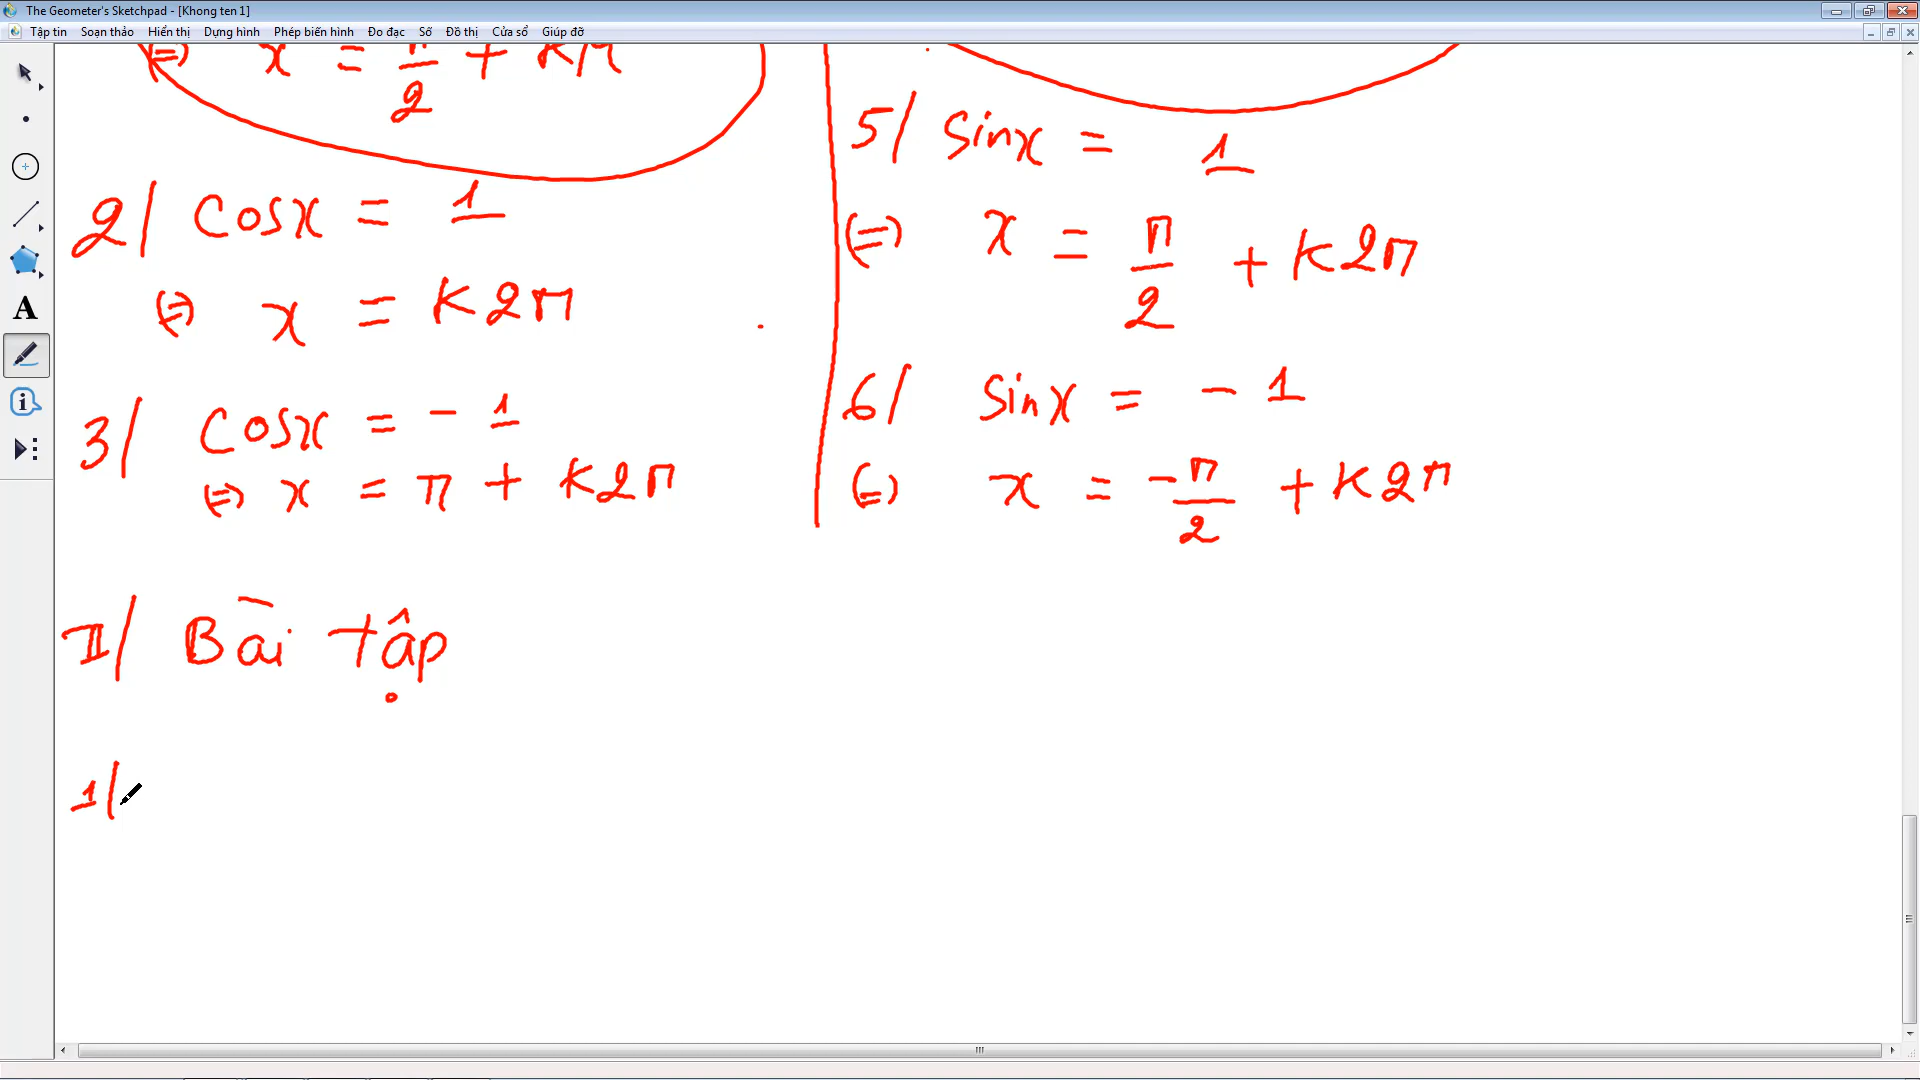 The Geometer's Sketchpad - [Khong ten 1]
Tập tin Soạn thảo Hiển thị Dựng hình Phép biến hình Đo đạc Số Đồ thị Cửa sổ Giúp đỡ
(=) x = π/2 + kπ
2/ cosx = 1
(=) x = k2π
3/ cosx = - 1
(=) x = π + k2π
5/ sinx = 1
(=) x = π/2 + k2π
6/ sinx = - 1
(=) x = -π/2 + k2π
II/ Bài tập
1/
A